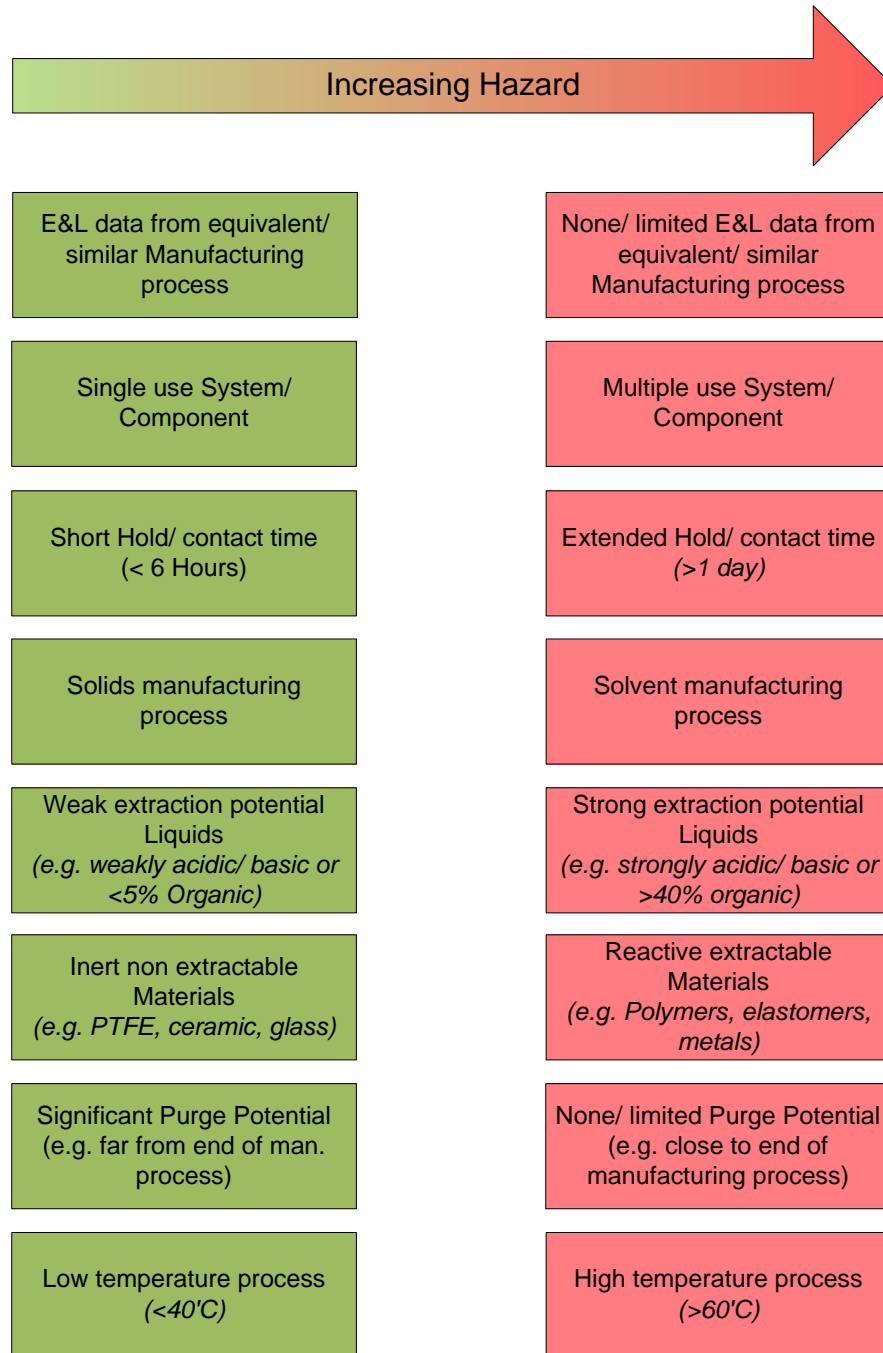 Increasing Hazard
E&L data from equivalent/
similar Manufacturing
process
None/ limited E&L data from
equivalent/ similar
Manufacturing process
Single use System/
Component
Multiple use System/
Component
Short Hold/ contact time
(< 6 Hours)
Extended Hold/ contact time
(>1 day)
Solids manufacturing
process
Solvent manufacturing
process
Weak extraction potential
Liquids
(e.g. weakly acidic/ basic or
<5% Organic)
Strong extraction potential
Liquids
(e.g. strongly acidic/ basic or
>40% organic)
Inert non extractable
Materials
(e.g. PTFE, ceramic, glass)
Reactive extractable
Materials
(e.g. Polymers, elastomers,
metals)
Significant Purge Potential
(e.g. far from end of man.
process)
None/ limited Purge Potential
(e.g. close to end of
manufacturing process)
Low temperature process
(<40'C)
High temperature process
(>60'C)